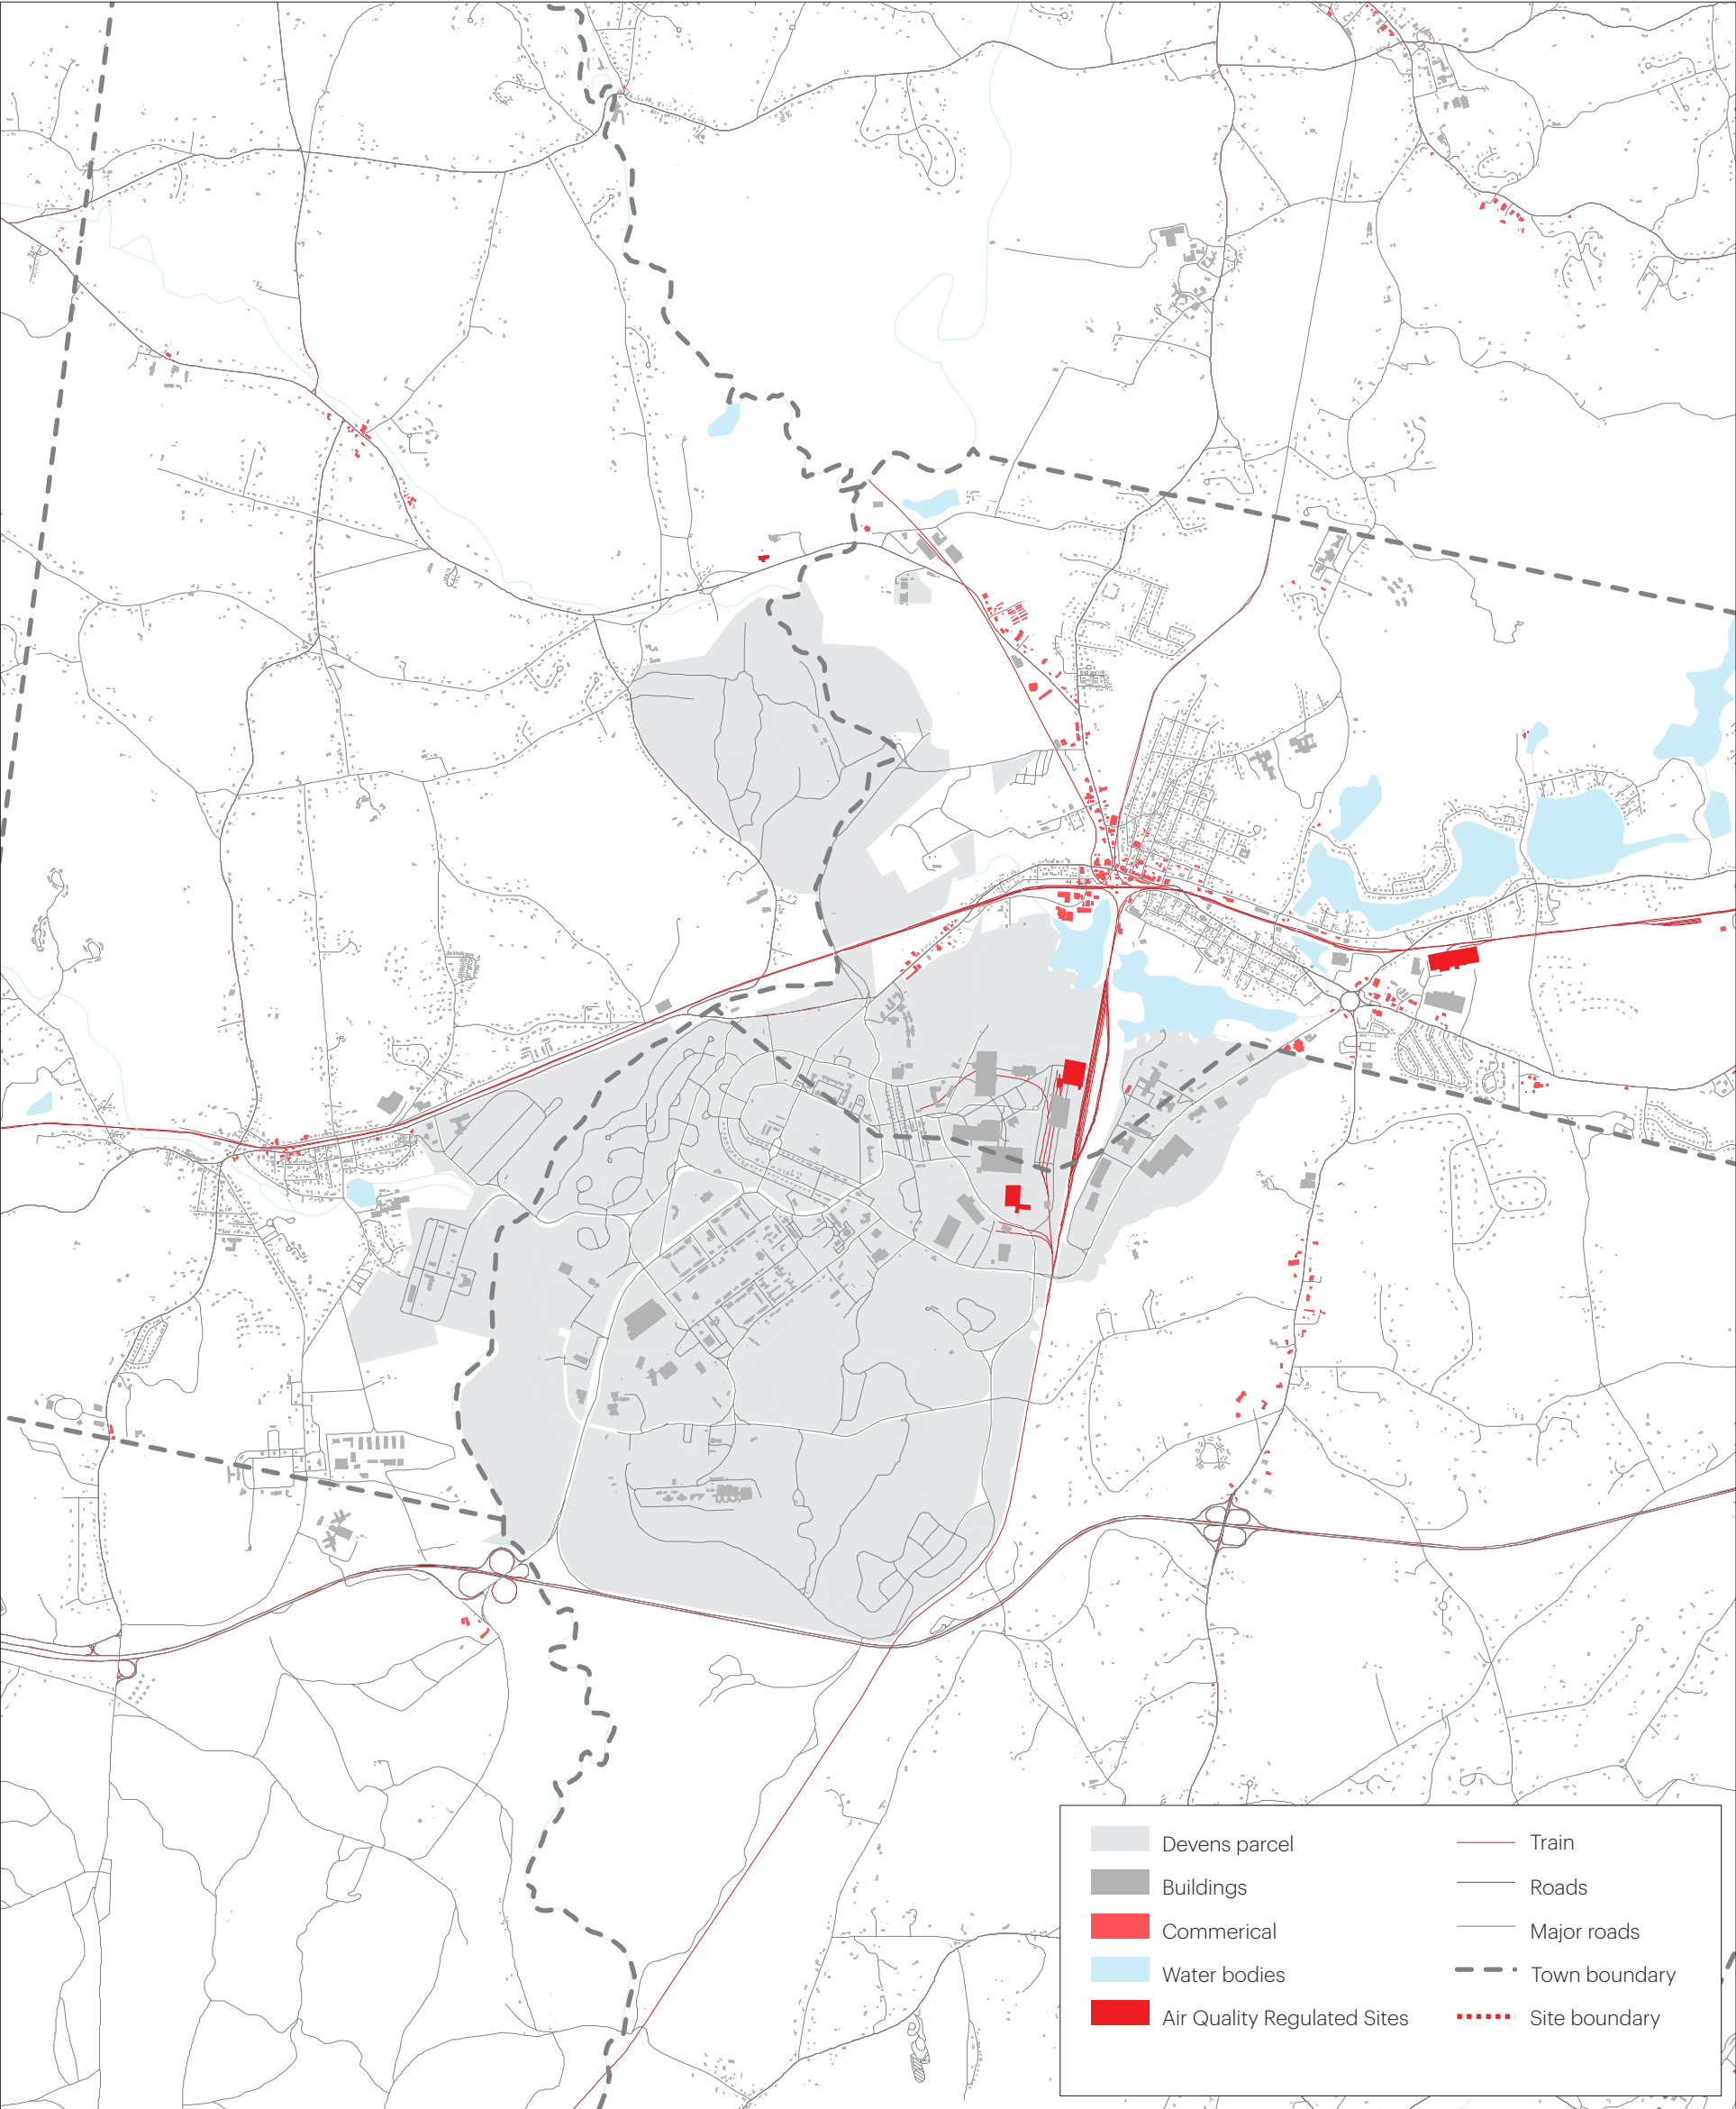 Devens parcel
Buildings
Commerical
Water bodies
Air Quality Regulated Sites
Train
Roads
Major roads
Town boundary
Site boundary